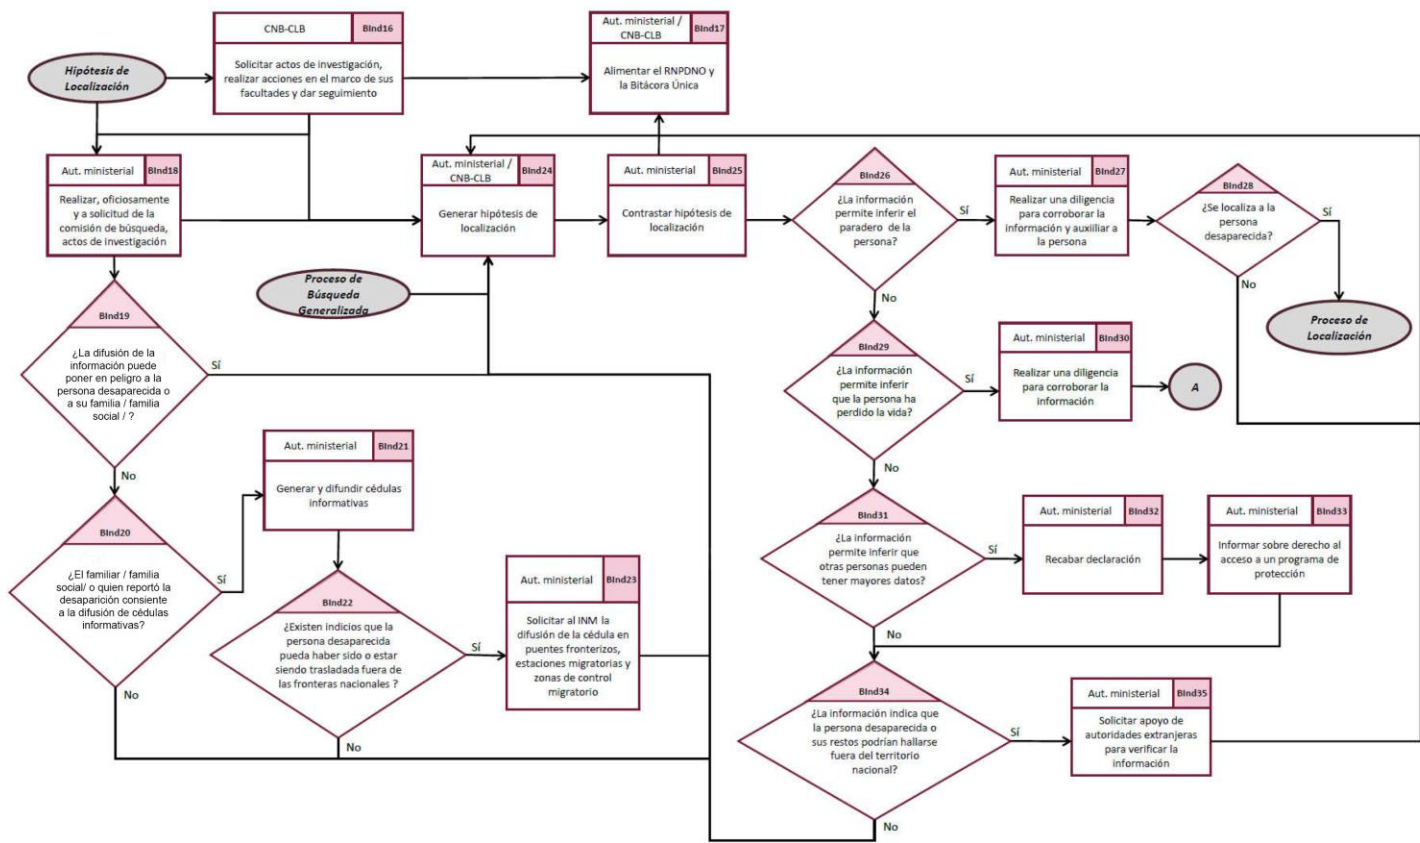 CNB-CLB
BInd16
Solicitar actos de investigación,
realizar acciones en el marco de sus
facultades y dar seguimiento
Aut. ministerial /
CNB-CLB
BInd17
Alimentar el RNPDNO y
la Bitácora Única
Hipótesis de
Localización
Aut. ministerial
BInd18
Realizar, oficiosamente
y a solicitud de la
comisión de búsqueda,
actos de investigación
Aut. ministerial /
CNB-CLB
BInd24
Generar hipótesis de
localización
Aut. ministerial
BInd25
Contrastar hipótesis de
localización
BInd26
¿La información
permite inferir el
paradero de la
persona?
Sí
No
Aut. ministerial
BInd27
Realizar una diligencia
para corroborar la
información y auxiliar a
la persona
BInd28
¿Se localiza a la
persona
desaparecida?
Sí
No
Proceso de
Localización
Proceso de
Búsqueda
Generalizada
BInd19
¿La difusión de la
información puede
poner en peligro a la
persona desaparecida o
a su familia / familia
social / ?
Sí
No
BInd29
¿La información
permite inferir
que la persona ha
perdido la vida?
Sí
No
Aut. ministerial
BInd30
Realizar una diligencia
para corroborar la
información
A
BInd20
¿El familiar / familia
social/ o quien reportó la
desaparición consiente
a la difusión de cédulas
informativas?
Sí
No
Aut. ministerial
BInd21
Generar y difundir cédulas
informativas
BInd22
¿Existen indicios que la
persona desaparecida
pueda haber sido o estar
siendo trasladada fuera de
las fronteras nacionales ?
Sí
No
Aut. ministerial
BInd23
Solicitar al INM la
difusión de la cédula en
puentes fronterizos,
estaciones migratorias y
zonas de control
migratorio
BInd31
¿La información
permite inferir que
otras personas pueden
tener mayores datos?
Sí
No
Aut. ministerial
BInd32
Recabar declaración
Aut. ministerial
BInd33
Informar sobre derecho al
acceso a un programa de
protección
BInd34
¿La información indica que
la persona desaparecida o
sus restos podrían hallarse
fuera del territorio
nacional?
Sí
No
Aut. ministerial
BInd35
Solicitar apoyo de
autoridades extranjeras
para verificar la
información